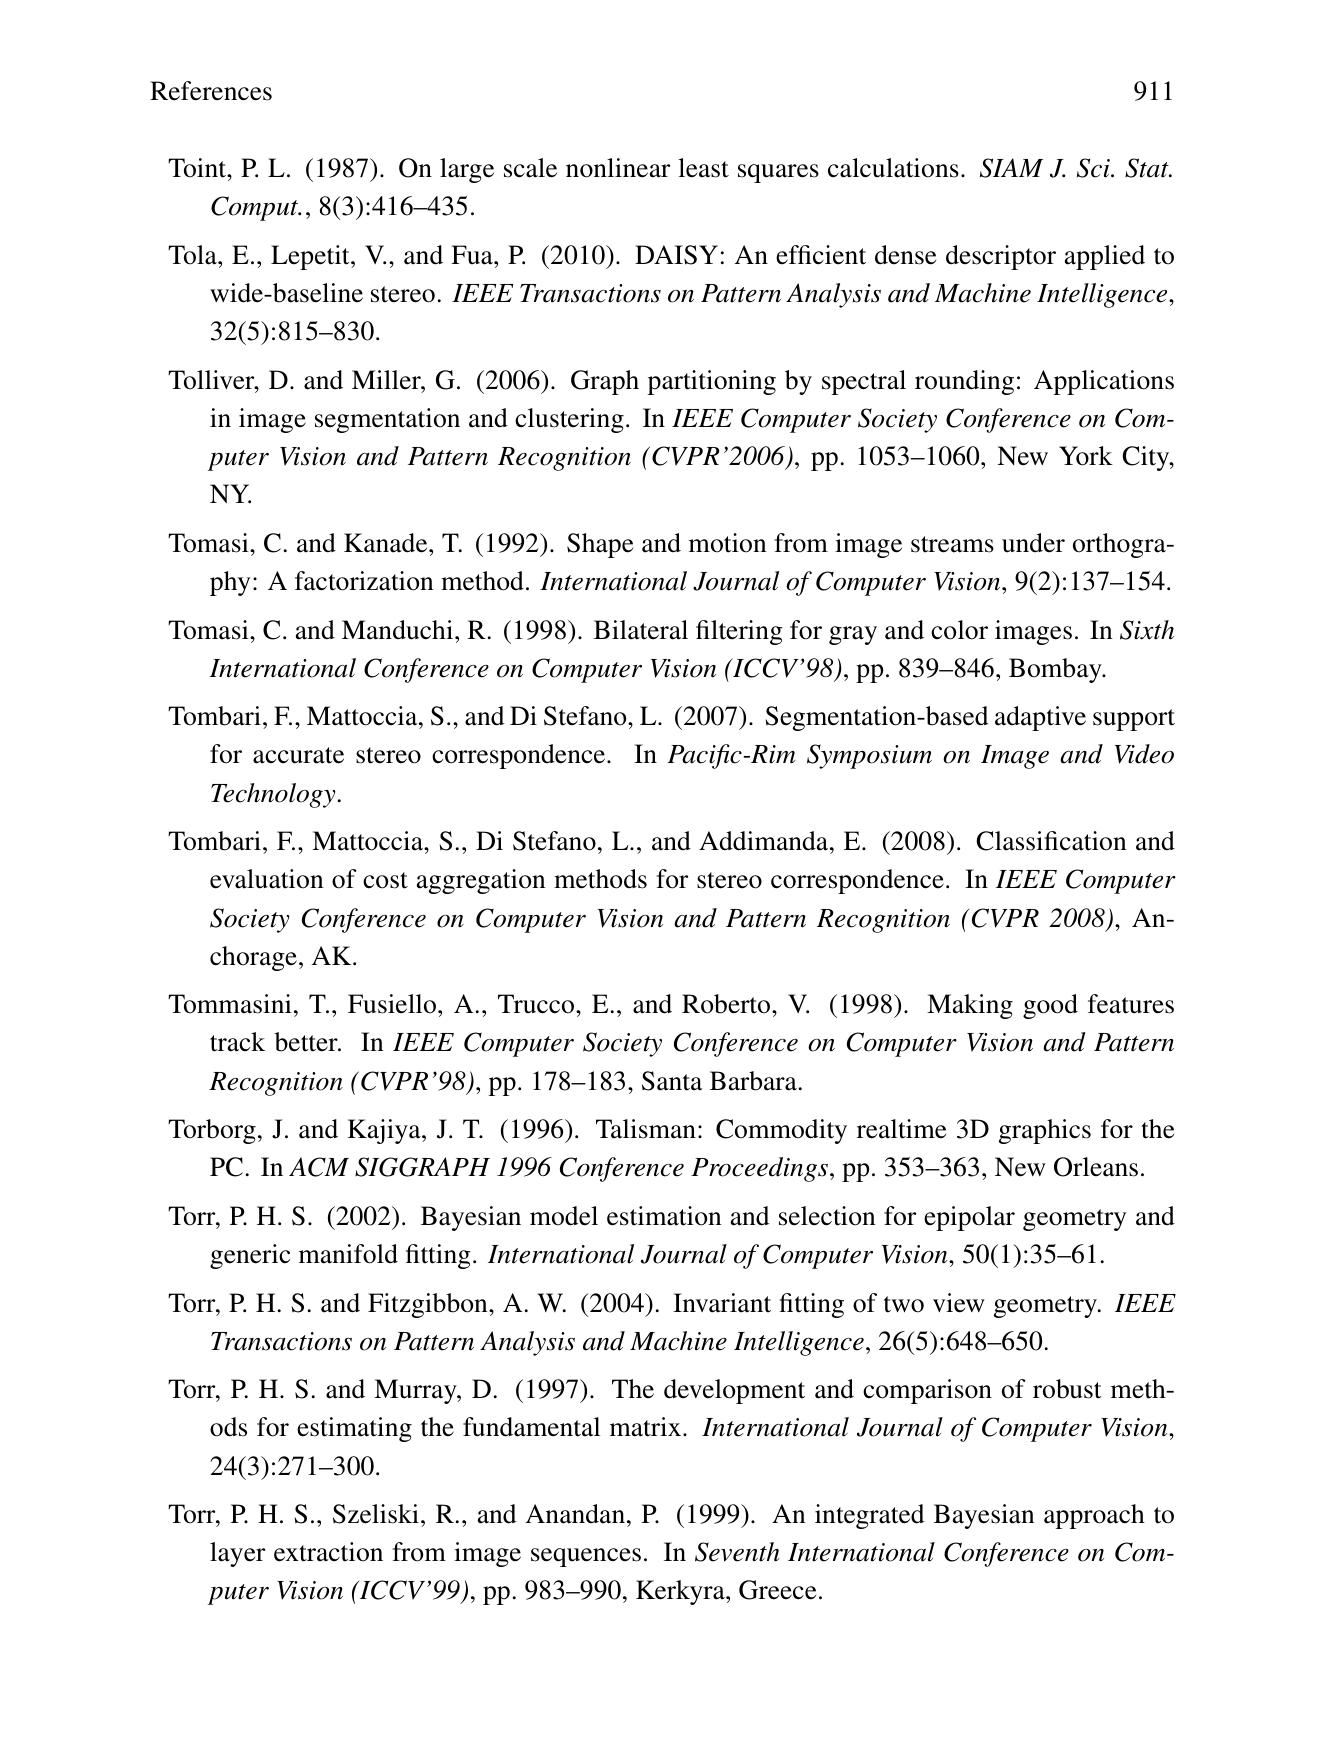 References 911
Toint, P. L. (1987). On large scale nonlinear least squares calculations. SIAM J. Sci. Stat.
Comput., 8(3):416–435.
Tola, E., Lepetit, V., and Fua, P. (2010). DAISY: An efficient dense descriptor applied to
wide-baseline stereo. IEEE Transactions on Pattern Analysis and Machine Intelligence,
32(5):815–830.
Tolliver, D. and Miller, G. (2006). Graph partitioning by spectral rounding: Applications
in image segmentation and clustering. In IEEE Computer Society Conference on Com-
puter Vision and Pattern Recognition (CVPR’2006), pp. 1053–1060, New York City,
NY.
Tomasi, C. and Kanade, T. (1992). Shape and motion from image streams under orthogra-
phy: A factorization method. International Journal of Computer Vision, 9(2):137–154.
Tomasi, C. and Manduchi, R. (1998). Bilateral filtering for gray and color images. In Sixth
International Conference on Computer Vision (ICCV’98), pp. 839–846, Bombay.
Tombari, F., Mattoccia, S., and Di Stefano, L. (2007). Segmentation-based adaptive support
for accurate stereo correspondence. In Pacific-Rim Symposium on Image and Video
Technology.
Tombari, F., Mattoccia, S., Di Stefano, L., and Addimanda, E. (2008). Classification and
evaluation of cost aggregation methods for stereo correspondence. In IEEE Computer
Society Conference on Computer Vision and Pattern Recognition (CVPR 2008), An-
chorage, AK.
Tommasini, T., Fusiello, A., Trucco, E., and Roberto, V. (1998). Making good features
track better. In IEEE Computer Society Conference on Computer Vision and Pattern
Recognition (CVPR’98), pp. 178–183, Santa Barbara.
Torborg, J. and Kajiya, J. T. (1996). Talisman: Commodity realtime 3D graphics for the
PC. In ACM SIGGRAPH 1996 Conference Proceedings, pp. 353–363, New Orleans.
Torr, P. H. S. (2002). Bayesian model estimation and selection for epipolar geometry and
generic manifold fitting. International Journal of Computer Vision, 50(1):35–61.
Torr, P. H. S. and Fitzgibbon, A. W. (2004). Invariant fitting of two view geometry. IEEE
Transactions on Pattern Analysis and Machine Intelligence, 26(5):648–650.
Torr, P. H. S. and Murray, D. (1997). The development and comparison of robust meth-
ods for estimating the fundamental matrix. International Journal of Computer Vision,
24(3):271–300.
Torr, P. H. S., Szeliski, R., and Anandan, P. (1999). An integrated Bayesian approach to
layer extraction from image sequences. In Seventh International Conference on Com-
puter Vision (ICCV’99), pp. 983–990, Kerkyra, Greece.